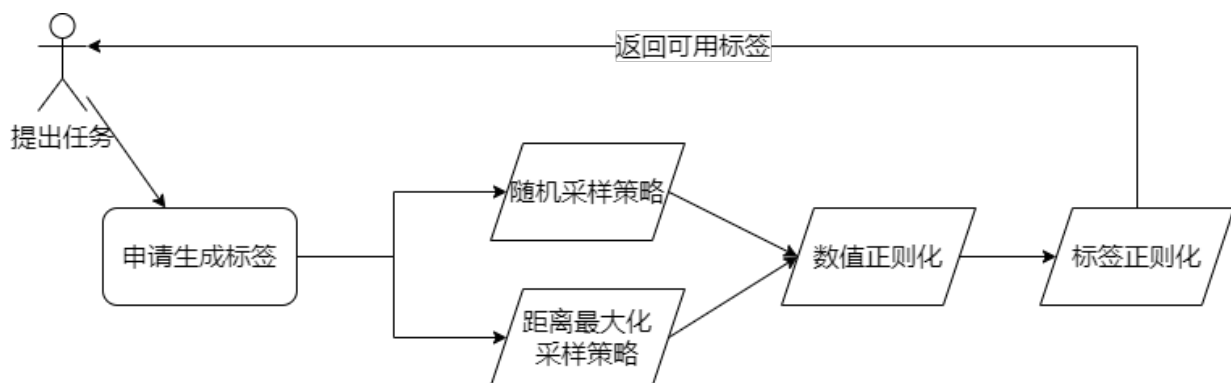 返回可用标签
提出任务
随机采样策略
申请生成标签
数值正则化
标签正则化
距离最大化
采样策略